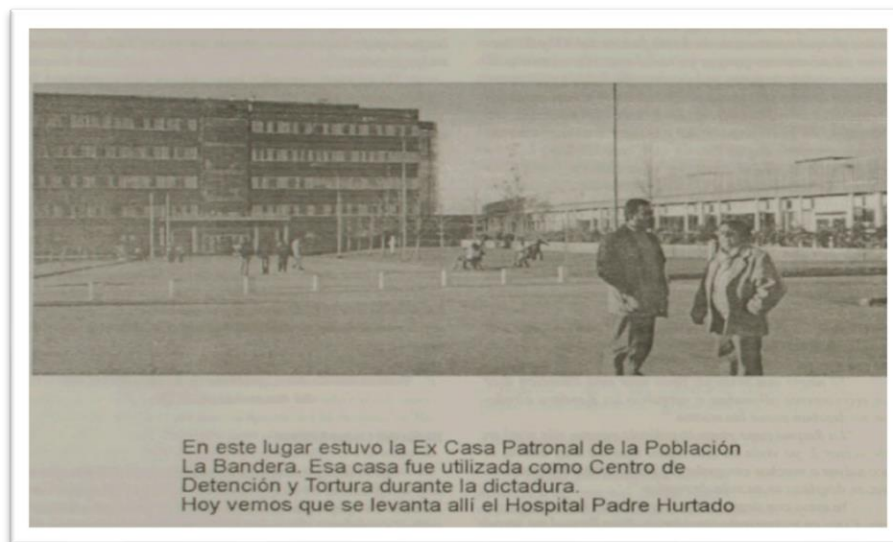 En este lugar estuvo la Ex Casa Patronal de la Población
La Bandera. Esa casa fue utilizada como Centro de
Detención y Tortura durante la dictadura.
Hoy vemos que se levanta allí el Hospital Padre Hurtado